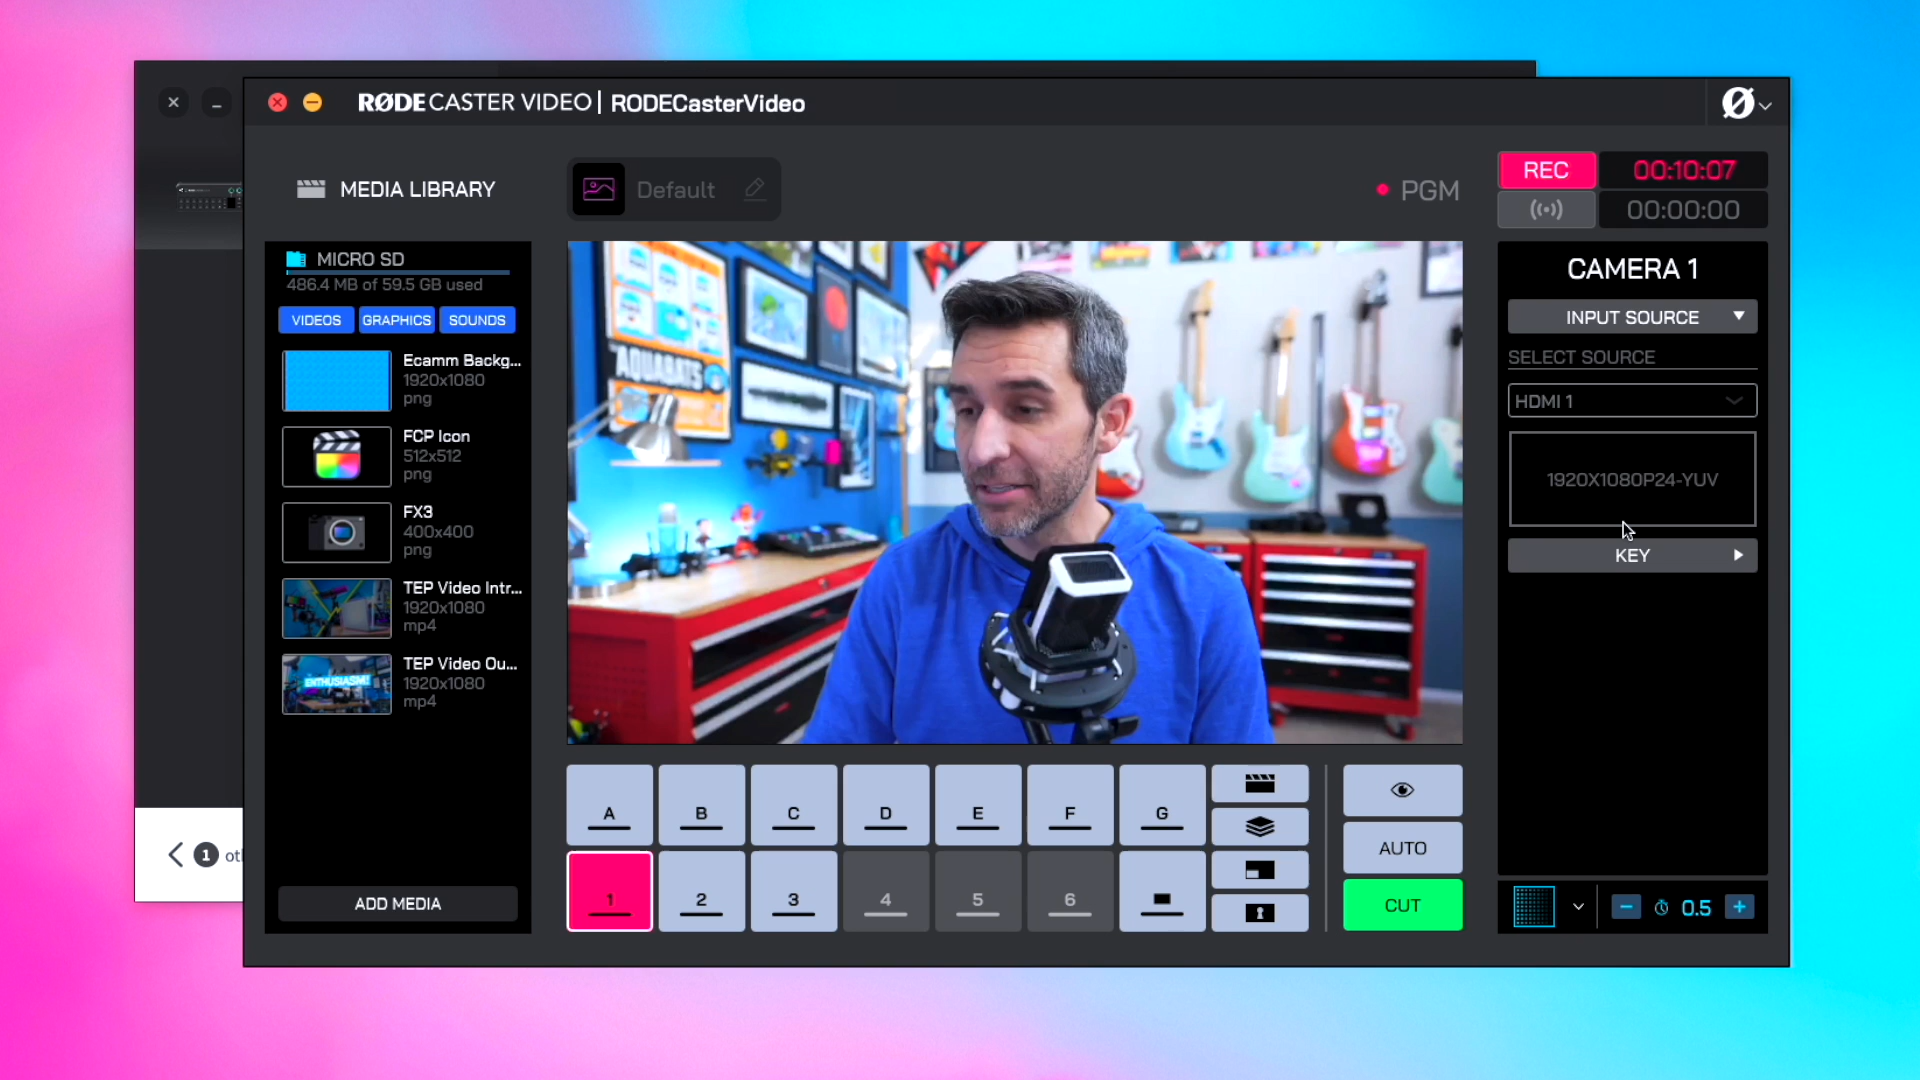 RØDECASTER VIDEO | RODECasterVideo
MEDIA LIBRARY
Default
PGM
REC
00:10:07
00:00:00
MICRO SD
486.4 MB of 59.5 GB used
VIDEOS
GRAPHICS
SOUNDS
Ecamm Backg...
1920x1080
png
FCP Icon
512x512
png
FX3
400x400
png
TEP Video Intr...
1920x1080
mp4
TEP Video Ou...
1920x1080
mp4
ENTHUSIASM!
ADD MEDIA
AQUABATS
CAMERA 1
INPUT SOURCE
SELECT SOURCE
HDMI 1
1920X1080P24-YUV
KEY
A
B
C
D
E
F
G
1
2
3
4
5
6
AUTO
CUT
0.5
1